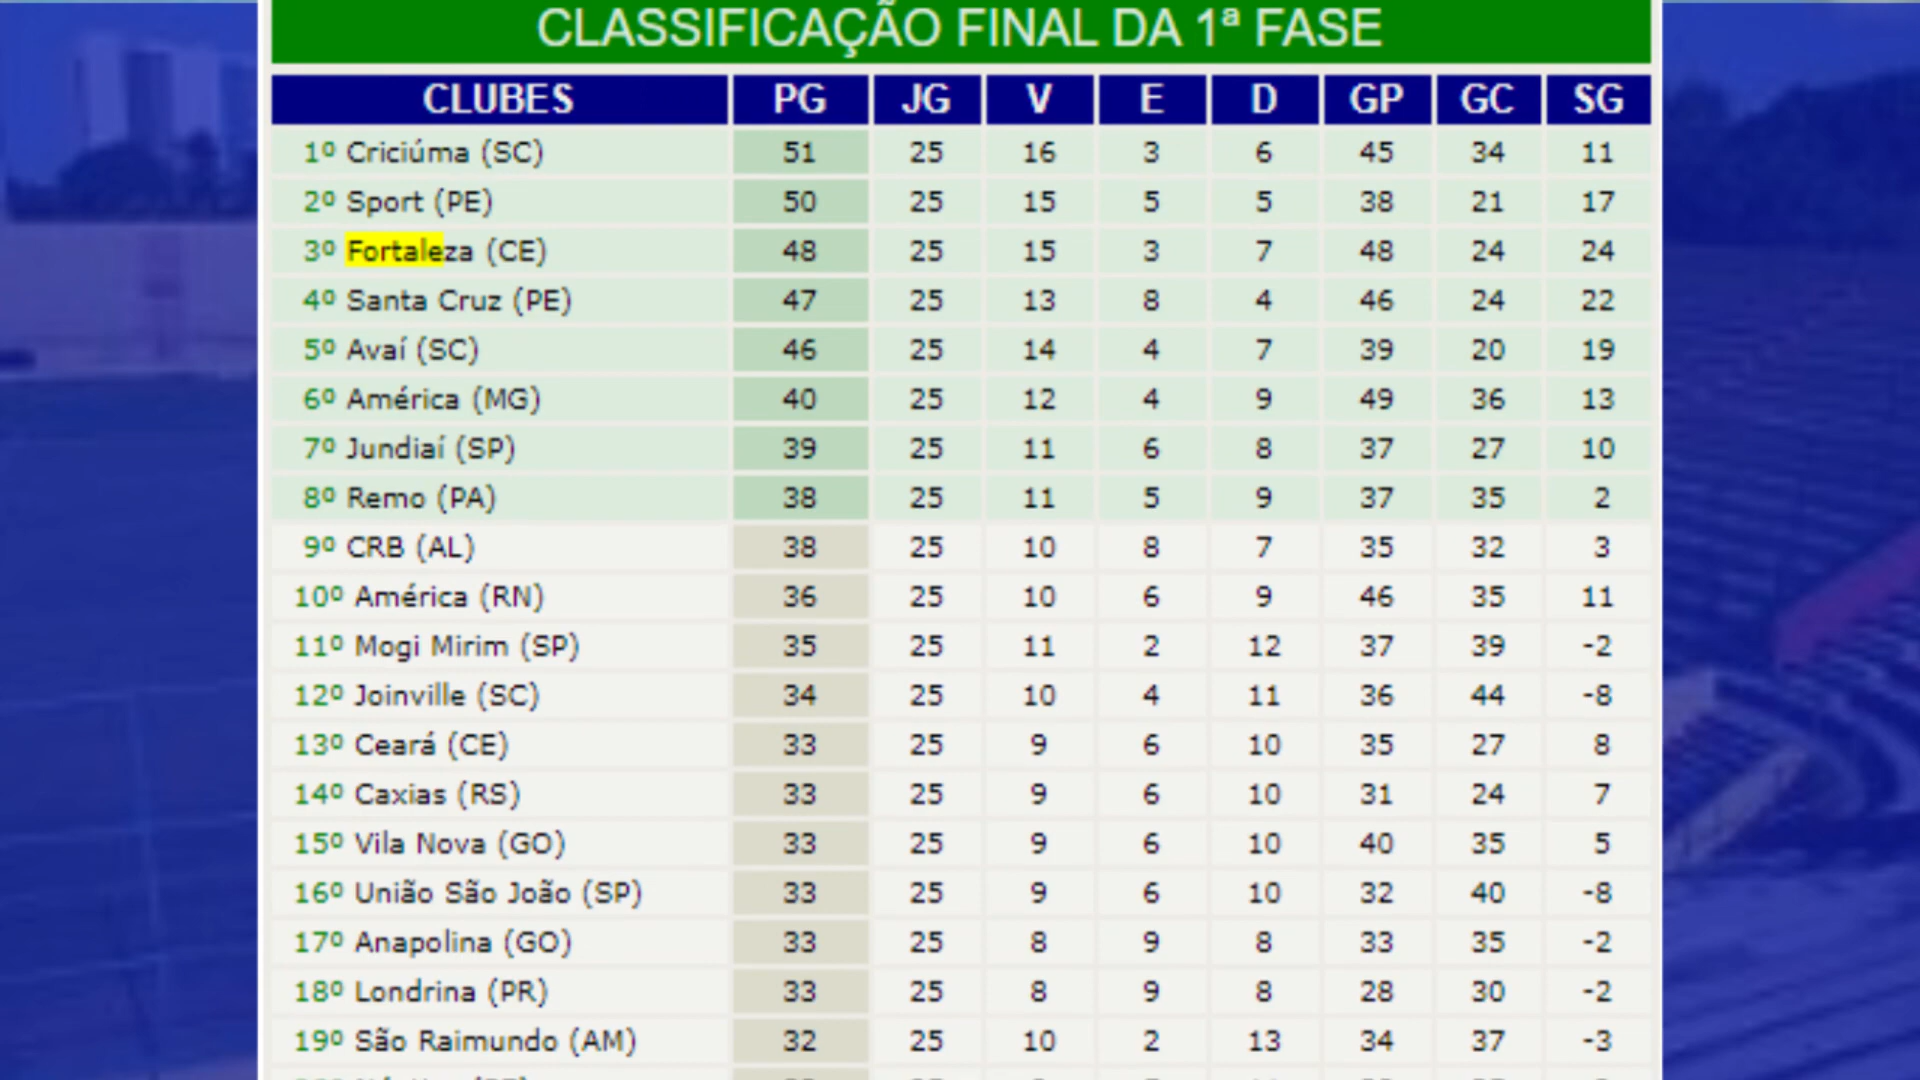 CLASSIFICAÇÃO FINAL DA 1ª FASE
CLUBES PG JG V E D GP GC SG
1º Criciúma (SC) 51 25 16 3 6 45 34 11
2º Sport (PE) 50 25 15 5 5 38 21 17
3º Fortaleza (CE) 48 25 15 3 7 48 24 24
4º Santa Cruz (PE) 47 25 13 8 4 46 24 22
5º Avaí (SC) 46 25 14 4 7 39 20 19
6º América (MG) 40 25 12 4 9 49 36 13
7º Jundiaí (SP) 39 25 11 6 8 37 27 10
8º Remo (PA) 38 25 11 5 9 37 35 2
9º CRB (AL) 38 25 10 8 7 35 32 3
10º América (RN) 36 25 10 6 9 46 35 11
11º Mogi Mirim (SP) 35 25 11 2 12 37 39 -2
12º Joinville (SC) 34 25 10 4 11 36 44 -8
13º Ceará (CE) 33 25 9 6 10 35 27 8
14º Caxias (RS) 33 25 9 6 10 31 24 7
15º Vila Nova (GO) 33 25 9 6 10 40 35 5
16º União São João (SP) 33 25 9 6 10 32 40 -8
17º Anapolina (GO) 33 25 8 9 8 33 35 -2
18º Londrina (PR) 33 25 8 9 8 28 30 -2
19º São Raimundo (AM) 32 25 10 2 13 34 37 -3